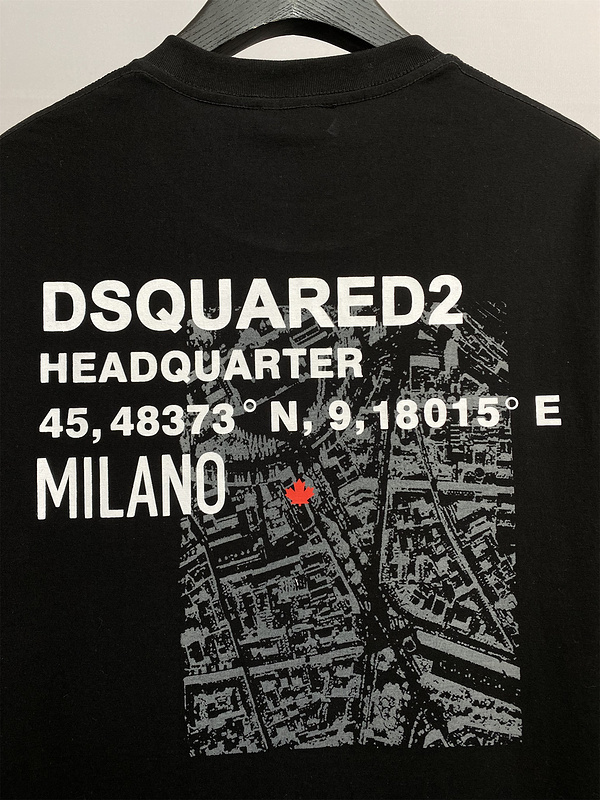 DSQUARED2
HEADQUARTER
45,48373° N, 9,18015° E
MILANO